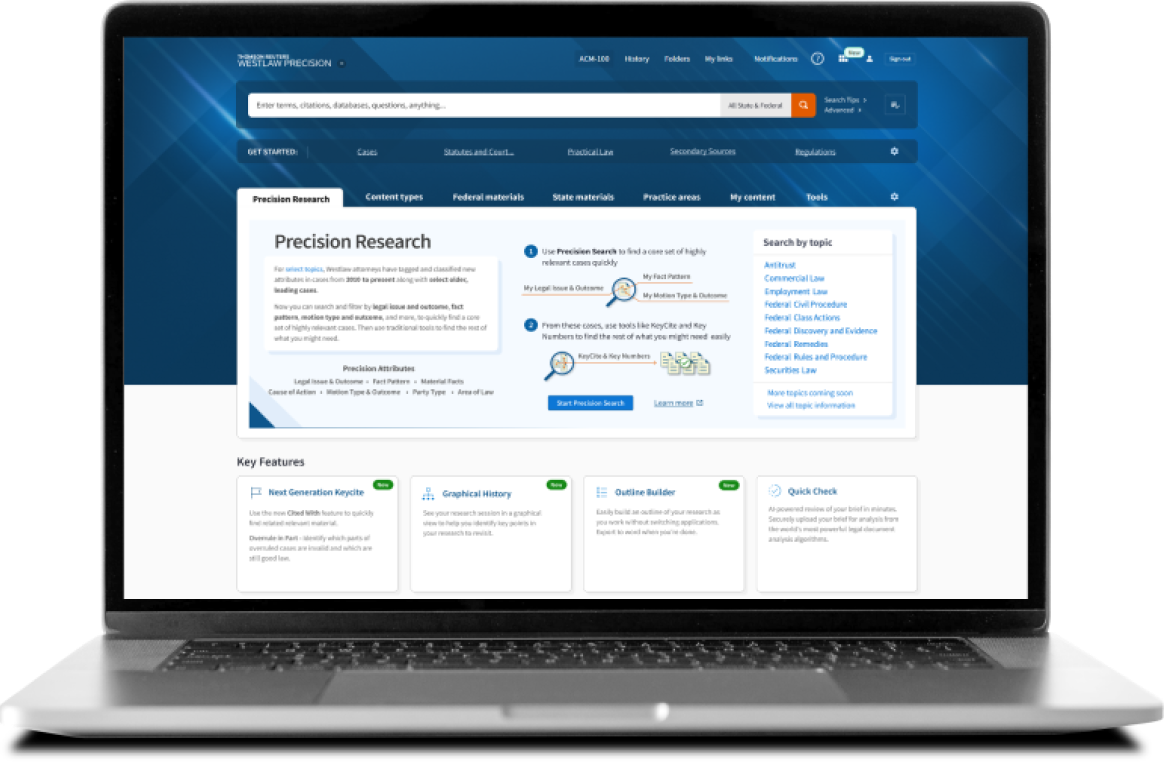 THOMSON REUTERS
WESTLAW PRECISION
ACM-100 History Folders My links Notifications ? New Sign out
Enter terms, citations, databases, questions, anything... All State & Federal
Search Tips >
Advanced >
GET STARTED: Cases Statutes and Court... Practical Law Secondary Sources Regulations
Precision Research Content types Federal materials State materials Practice areas My content Tools
Precision Research
For select topics, Westlaw attorneys have tagged and classified new
attributes in cases from 2010 to present along with select older,
leading cases.
Now you can search and filter by legal issue and outcome, fact
pattern, motion type and outcome, and more, to quickly find a core
set of highly relevant cases. Then use traditional tools to find the rest of
what you might need.
Precision Attributes
Legal Issue & Outcome • Fact Pattern • Material Facts
Cause of Action • Motion Type & Outcome • Party Type • Area of Law
1 Use Precision Search to find a core set of highly
relevant cases quickly
My Fact Pattern
My Legal Issue & Outcome
My Motion Type & Outcome
2 From these cases, use tools like KeyCite and Key
Numbers to find the rest of what you might need easily
KeyCite & Key Numbers
Start Precision Search Learn more
Search by topic
Antitrust
Commercial Law
Employment Law
Federal Civil Procedure
Federal Class Actions
Federal Discovery and Evidence
Federal Remedies
Federal Rules and Procedure
Securities Law
More topics coming soon
View all topic information
Key Features
New
Next Generation Keycite
Use the new Cited With feature to quickly
find related relevant material.
Overrule in Part - Identify which parts of
overruled cases are invalid and which are
still good law.
New
Graphical History
See your research session in a graphical
view to help you identify key points in
your research to revisit.
New
Outline Builder
Easily build an outline of your research as
you work without switching applications.
Export to word when you're done.
Quick Check
AI-powered review of your brief in minutes.
Securely upload your brief for analysis from
the world's most powerful legal document
analysis algorithms.